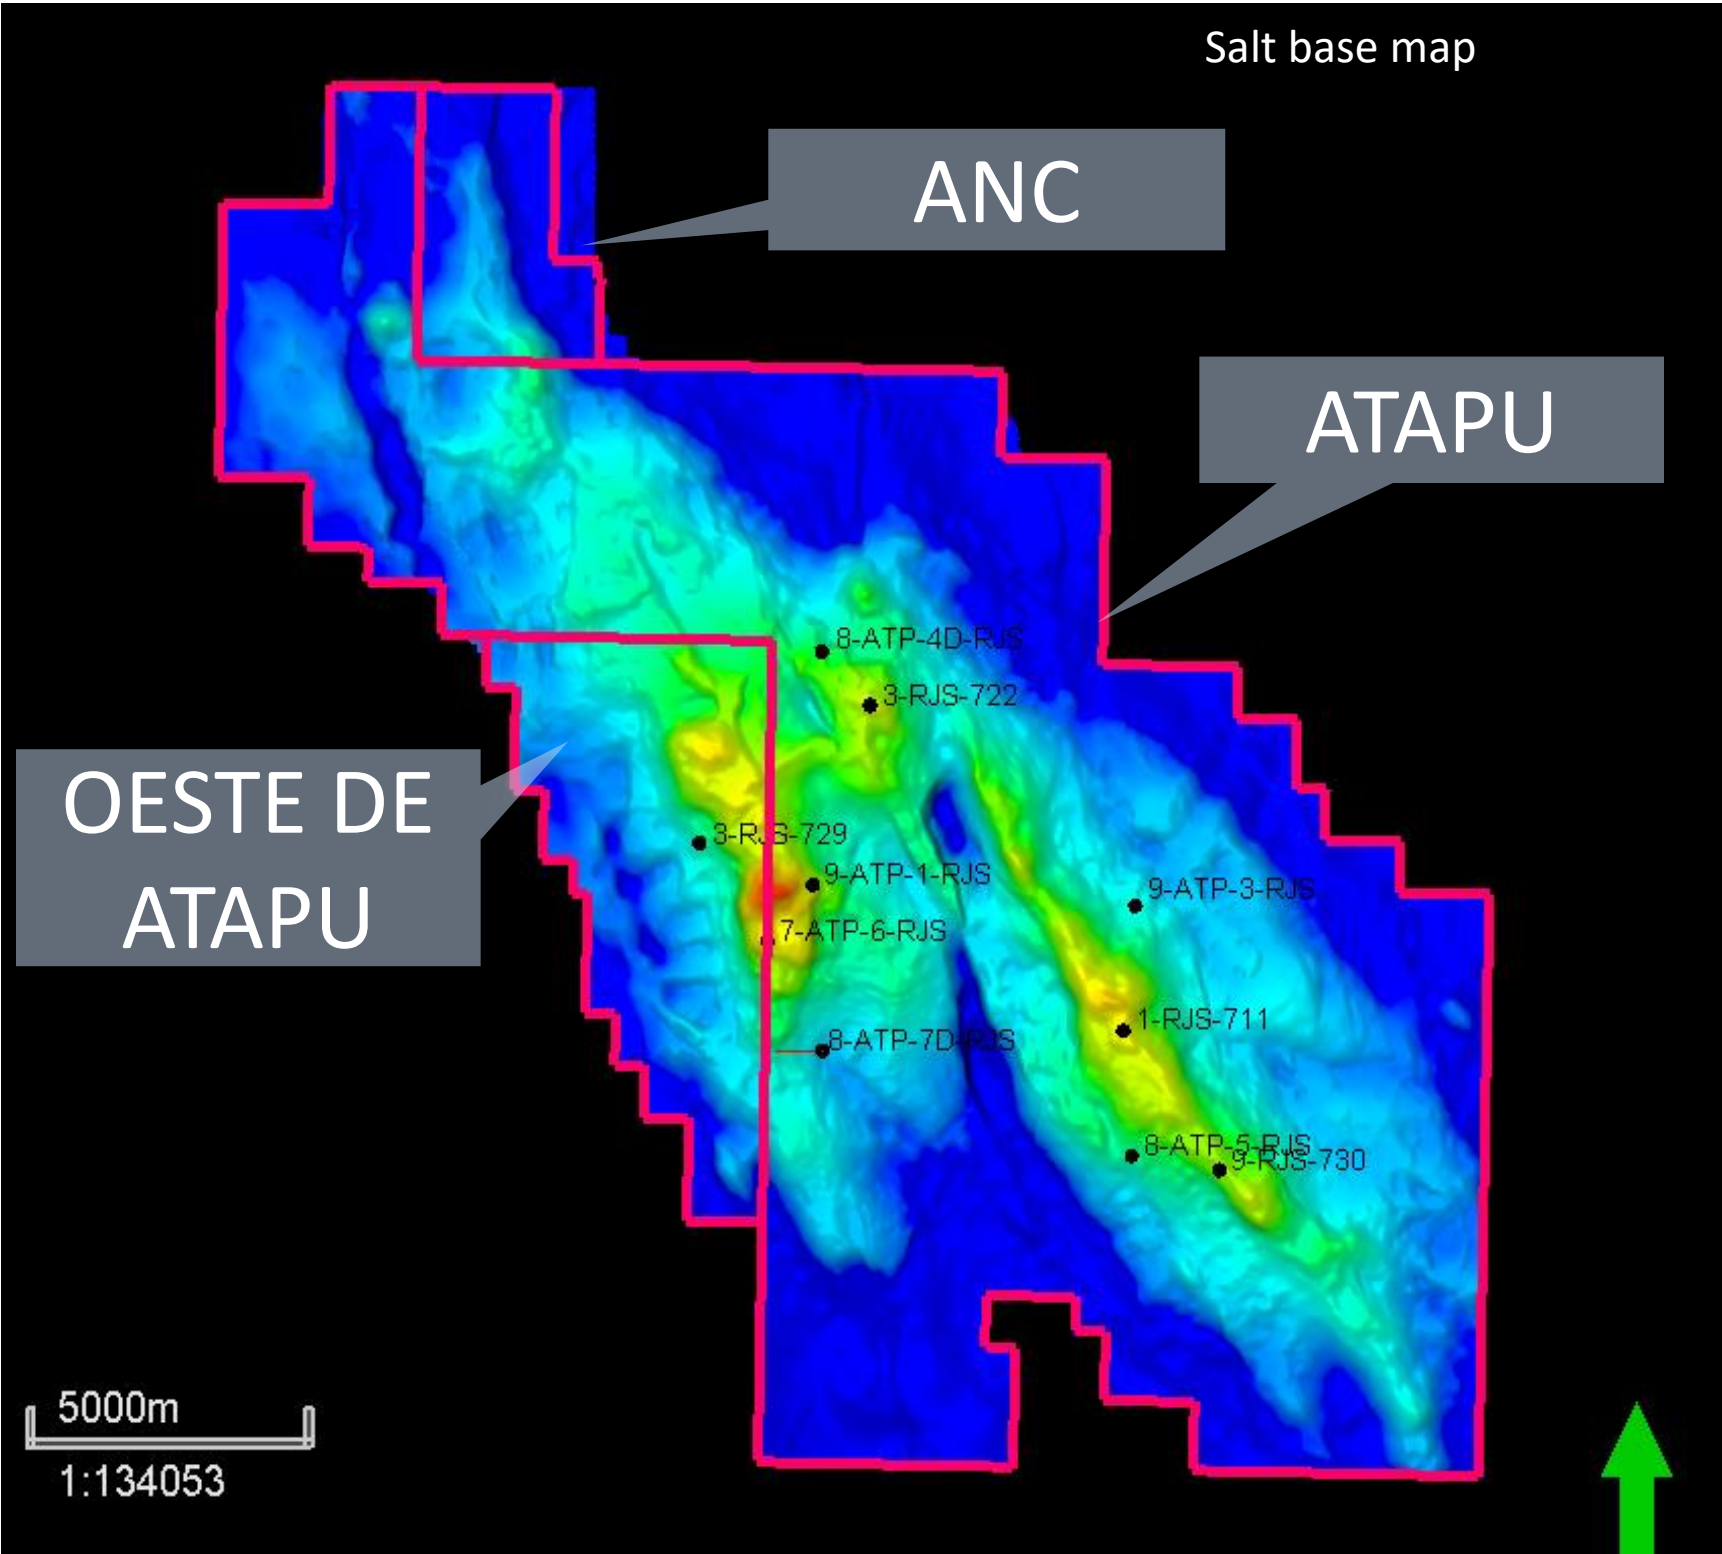 Salt base map
ANC
ATAPU
8-ATP-4D-RJS
3-RJS-722
OESTE DE
ATAPU
3-RJS-729
9-ATP-1-RJS
9-ATP-3-RJS
7-ATP-6-RJS
1-RJS-711
8-ATP-7D-RJS
8-ATP-5-RJS
9-RJS-730
5000m
1:134053